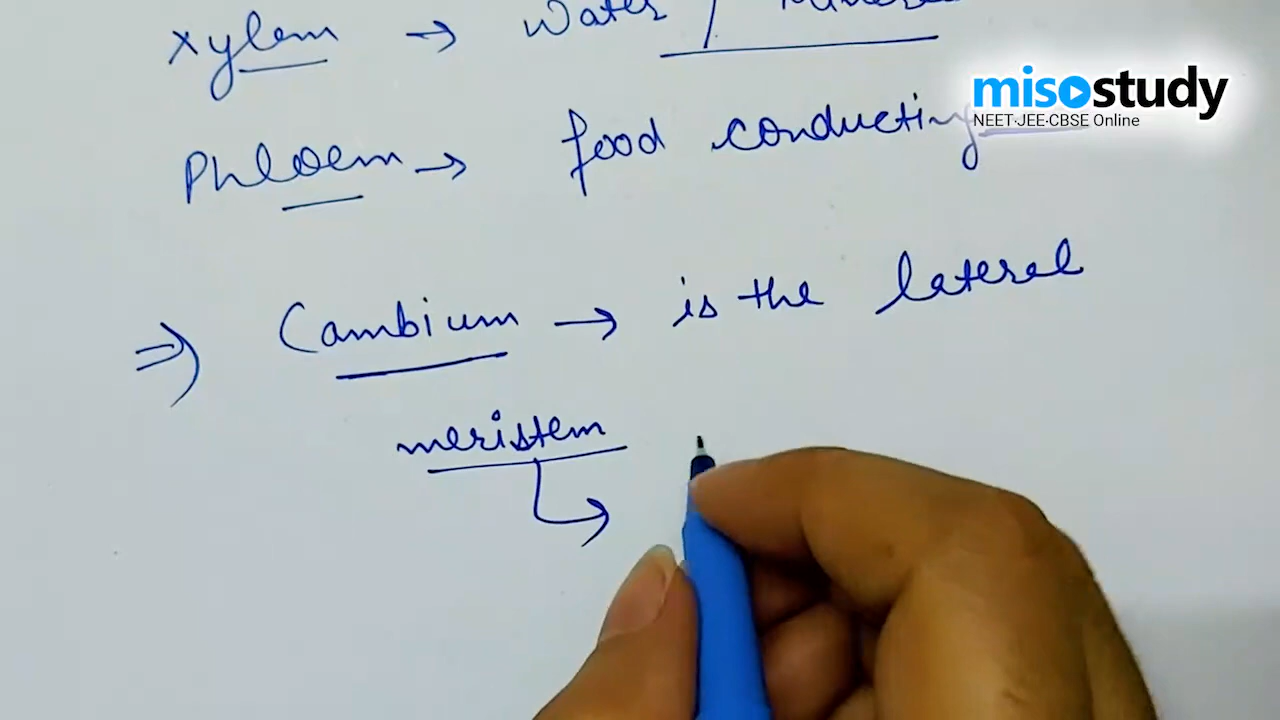 xylem → Water /
misostudy
NEET·JEE·CBSE Online
Phloem → food conducting
⇒ Cambium → is the lateral
meristem